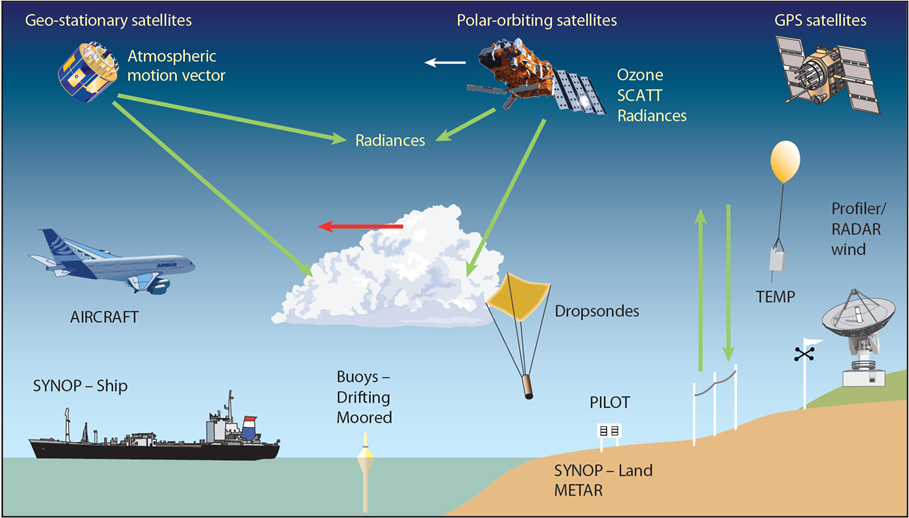 Geo-stationary satellites
Polar-orbiting satellites
GPS satellites
Atmospheric
motion vector
Ozone
SCATT
Radiances
Radiances
Profiler/
RADAR
wind
AIRBUS
TEMP
Dropsondes
AIRCRAFT
SYNOP – Ship
Buoys –
Drifting
Moored
PILOT
SYNOP – Land
METAR